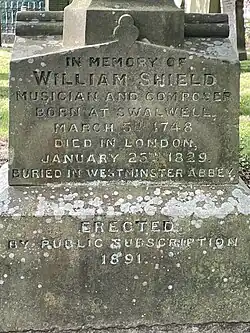 IN MEMORY OF
WILLIAM SHIELD
MUSICIAN AND COMPOSER
BORN AT SWALWELL,
MARCH 5TH 1748
DIED IN LONDON,
JANUARY 25TH 1829.
BURIED IN WESTMINSTER ABBEY.
ERECTED
BY PUBLIC SUBSCRIPTION
1891.